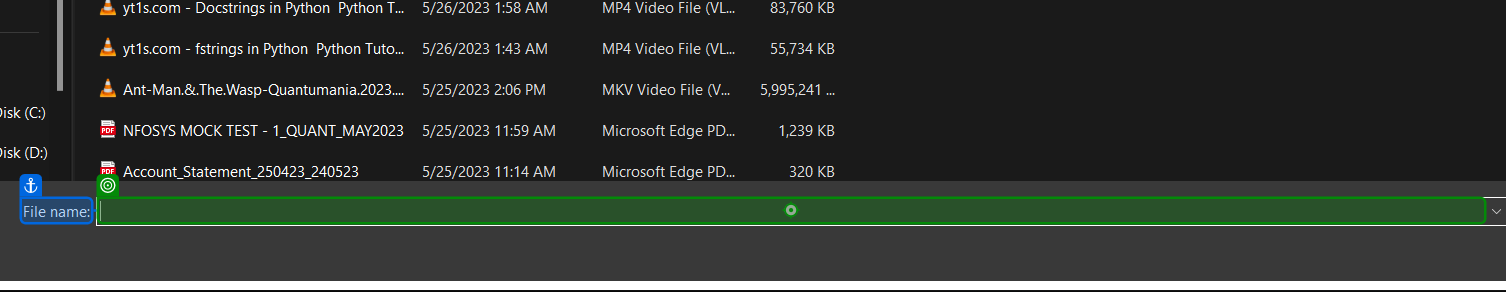 yt1s.com - Docstrings in Python Python T... 5/26/2023 1:58 AM MP4 Video File (VL... 83,760 KB
yt1s.com - fstrings in Python Python Tuto... 5/26/2023 1:43 AM MP4 Video File (VL... 55,734 KB
Ant-Man.&.The.Wasp-Quantumania.2023.... 5/25/2023 2:06 PM MKV Video File (V... 5,995,241 ...
Disk (C:)
NFOSYS MOCK TEST - 1_QUANT_MAY2023 5/25/2023 11:59 AM Microsoft Edge PD... 1,239 KB
Disk (D:)
Account_Statement_250423_240523 5/25/2023 11:14 AM Microsoft Edge PD... 320 KB
File name: